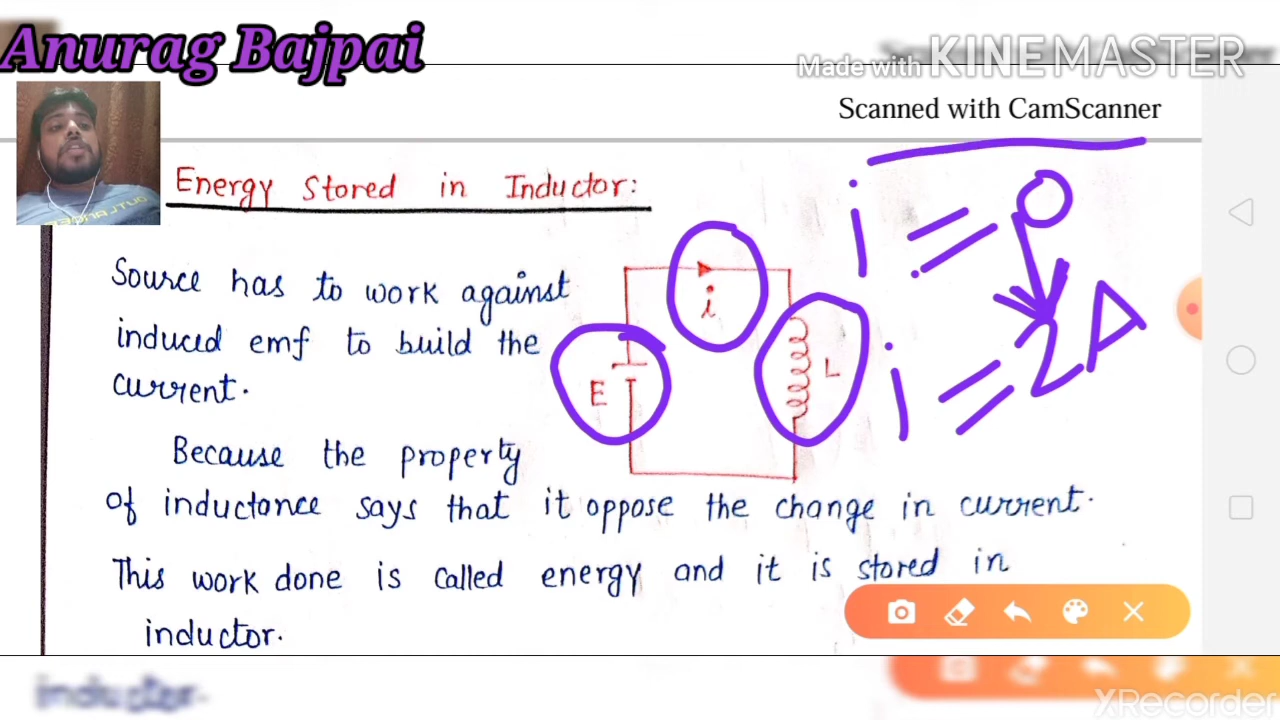 Anurag Bajpai
Made with KINEMASTER
Scanned with CamScanner
Energy Stored in Inductor:
Source has to work against
induced emf to build the
current.
Because the property
of inductance says that it oppose the change in current.
This work done is called energy and it is stored in
inductor.
i
E
L
i = 0
i = 2A
inductor.
XRecorder